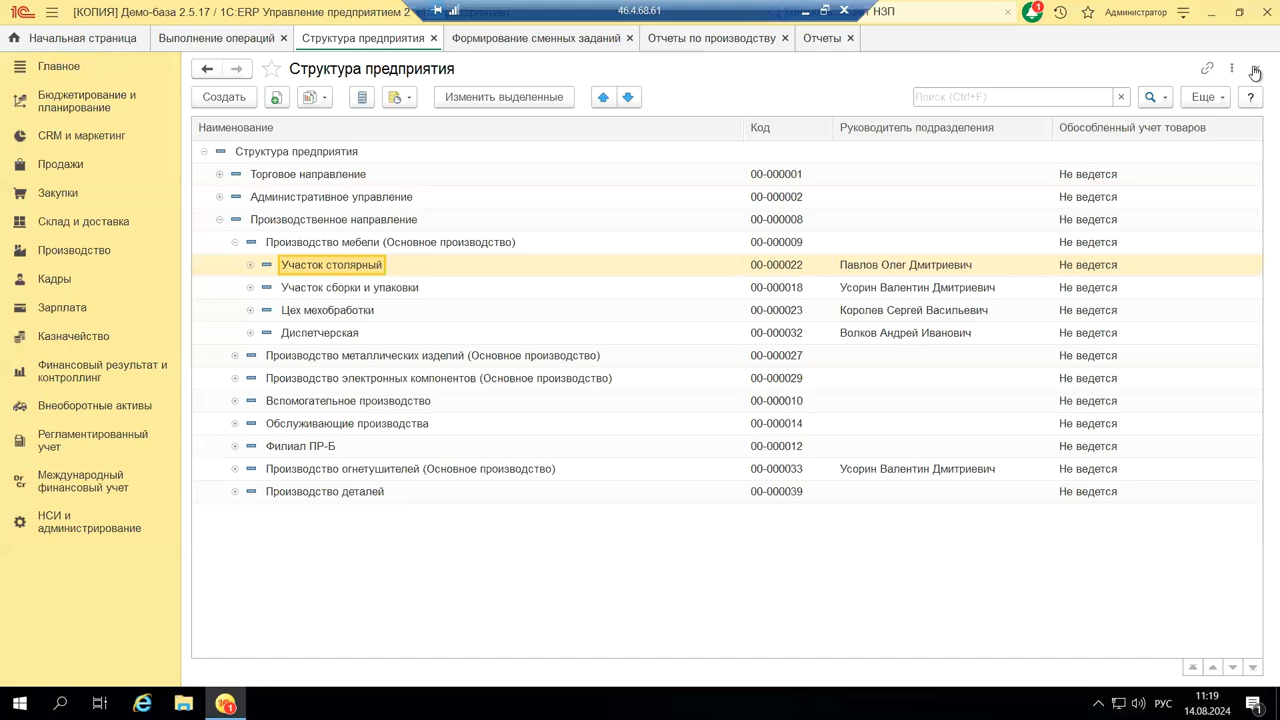 [КОПИЯ] Демо-база 2.5.17 / 1С:ERP Управление предприятием 2
46.4.68.61
НЗП
Администратор
Начальная страница
Выполнение операций
Структура предприятия
Формирование сменных заданий
Отчеты по производству
Отчеты
Главное
Бюджетирование и планирование
CRM и маркетинг
Продажи
Закупки
Склад и доставка
Производство
Кадры
Зарплата
Казначейство
Финансовый результат и контроллинг
Внеоборотные активы
Регламентированный учет
Международный финансовый учет
НСИ и администрирование
Структура предприятия
Создать
Изменить выделенные
Поиск (Ctrl+F)
Еще
?
Наименование Код Руководитель подразделения Обособленный учет товаров
Структура предприятия
Торговое направление 00-000001 Не ведется
Административное управление 00-000002 Не ведется
Производственное направление 00-000008 Не ведется
Производство мебели (Основное производство) 00-000009 Не ведется
Участок столярный 00-000022 Павлов Олег Дмитриевич Не ведется
Участок сборки и упаковки 00-000018 Усорин Валентин Дмитриевич Не ведется
Цех мехобработки 00-000023 Королев Сергей Васильевич Не ведется
Диспетчерская 00-000032 Волков Андрей Иванович Не ведется
Производство металлических изделий (Основное производство) 00-000027 Не ведется
Производство электронных компонентов (Основное производство) 00-000029 Не ведется
Вспомогательное производство 00-000010 Не ведется
Обслуживающие производства 00-000014 Не ведется
Филиал ПР-Б 00-000012 Не ведется
Производство огнетушителей (Основное производство) 00-000033 Усорин Валентин Дмитриевич Не ведется
Производство деталей 00-000039 Не ведется
РУС
11:19
14.08.2024